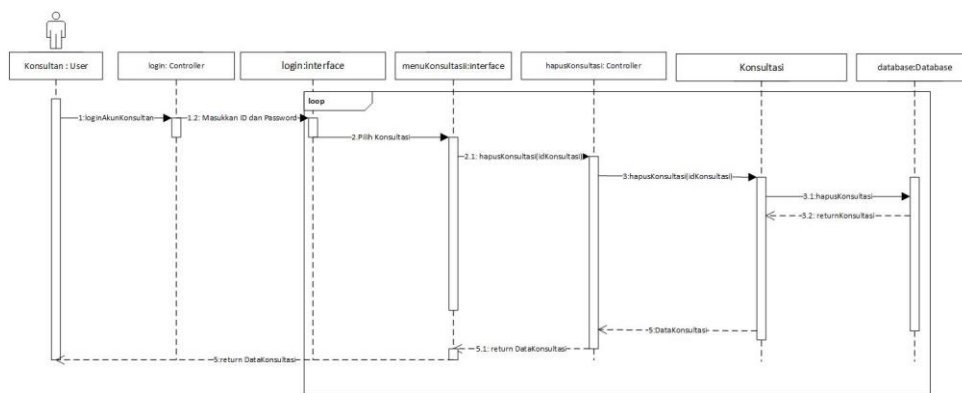 Konsultan : User
login: Controller
login:interface
menuKonsultasii:interface
hapusKonsultasi: Controller
Konsultasi
database:Database
loop
1:loginAkunKonsultan
1.2: Masukkan ID dan Password
2.Pilih Konsultasi
2.1: hapusKonsultasi(idKonsultasi)
3:hapusKonsultasi(idKonsultasi)
3.1:hapusKonsultasi
3.2: returnKonsultasi
5:DataKonsultasi
5.1: return DataKonsultasi
5:return DataKonsultasi